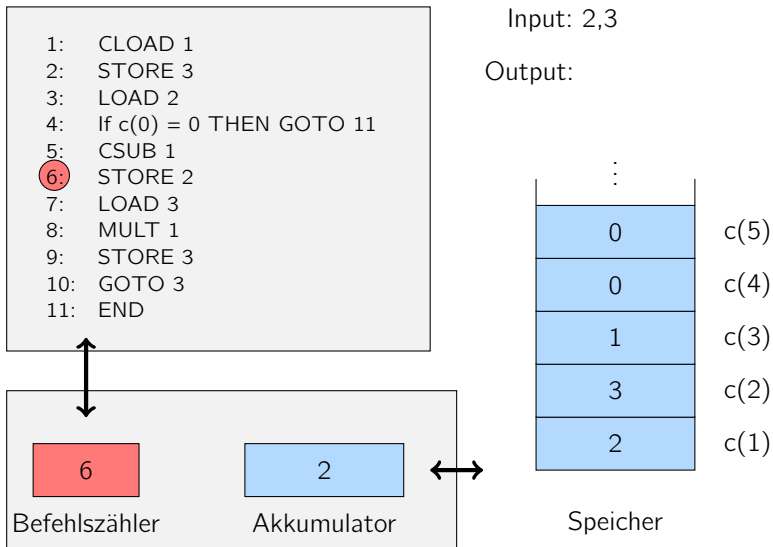 1: CLOAD 1
2: STORE 3
3: LOAD 2
4: If c(0) = 0 THEN GOTO 11
5: CSUB 1
6: STORE 2
7: LOAD 3
8: MULT 1
9: STORE 3
10: GOTO 3
11: END
Input: 2,3
Output:
⋮
0 c(5)
0 c(4)
1 c(3)
3 c(2)
2 c(1)
Speicher
6
Befehlszähler
2
Akkumulator